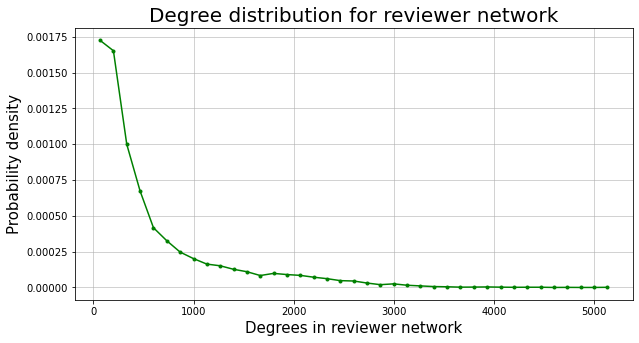 Degree distribution for reviewer network
Probability density
0.00175
0.00150
0.00125
0.00100
0.00075
0.00050
0.00025
0.00000
0 1000 2000 3000 4000 5000
Degrees in reviewer network